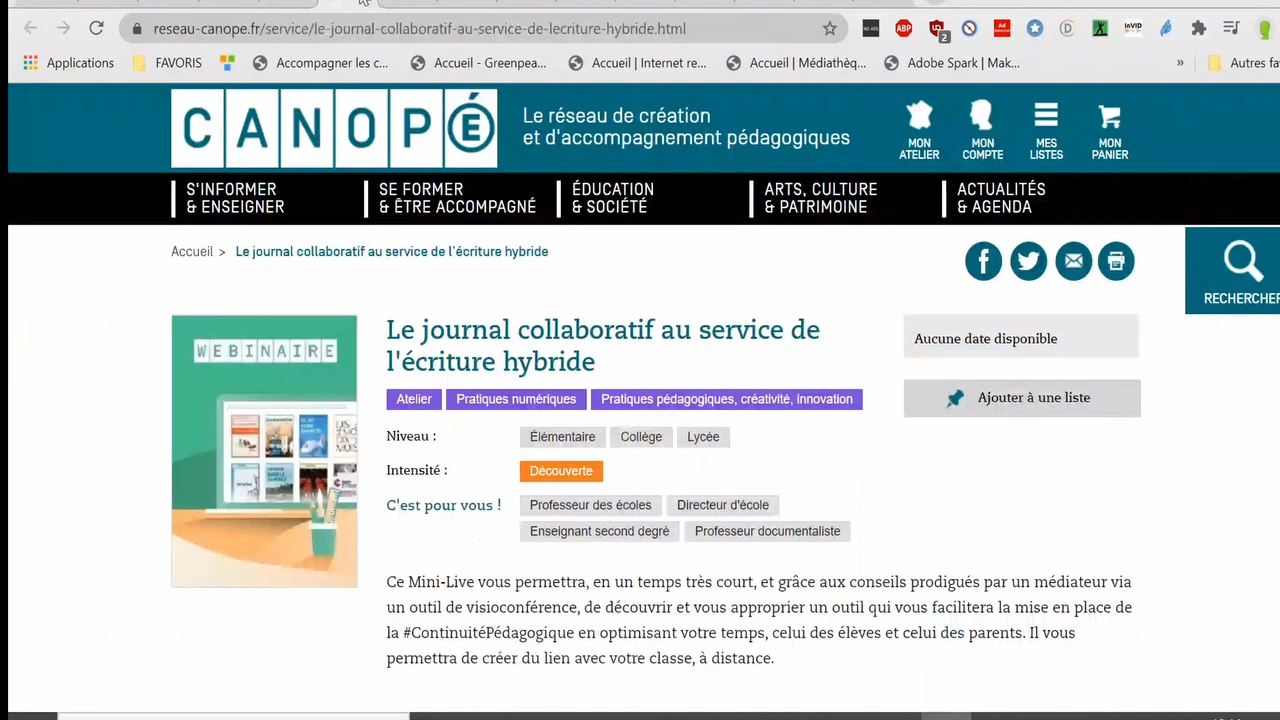 reseau-canope.fr/service/le-journal-collaboratif-au-service-de-lecriture-hybride.html
NO-ADS
ABP
2
Ad
InVID
Applications
FAVORIS
Accompagner les c...
Accueil - Greenpea...
Accueil | Internet re...
Accueil | Médiathèq...
Adobe Spark | Mak...
»
Autres fa
CANOPÉ
Le réseau de création
et d'accompagnement pédagogiques
MON
ATELIER
MON
COMPTE
MES
LISTES
MON
PANIER
S'INFORMER
& ENSEIGNER
SE FORMER
& ÊTRE ACCOMPAGNÉ
ÉDUCATION
& SOCIÉTÉ
ARTS, CULTURE
& PATRIMOINE
ACTUALITÉS
& AGENDA
Accueil > Le journal collaboratif au service de l'écriture hybride
RECHERCHER
WEBINAIRE
Le journal collaboratif au service de
l'écriture hybride
Aucune date disponible
Ajouter à une liste
Atelier Pratiques numériques Pratiques pédagogiques, créativité, innovation
Niveau : Élémentaire Collège Lycée
Intensité : Découverte
C'est pour vous ! Professeur des écoles Directeur d'école
Enseignant second degré Professeur documentaliste
Ce Mini-Live vous permettra, en un temps très court, et grâce aux conseils prodigués par un médiateur via
un outil de visioconférence, de découvrir et vous approprier un outil qui vous facilitera la mise en place de
la #ContinuitéPédagogique en optimisant votre temps, celui des élèves et celui des parents. Il vous
permettra de créer du lien avec votre classe, à distance.